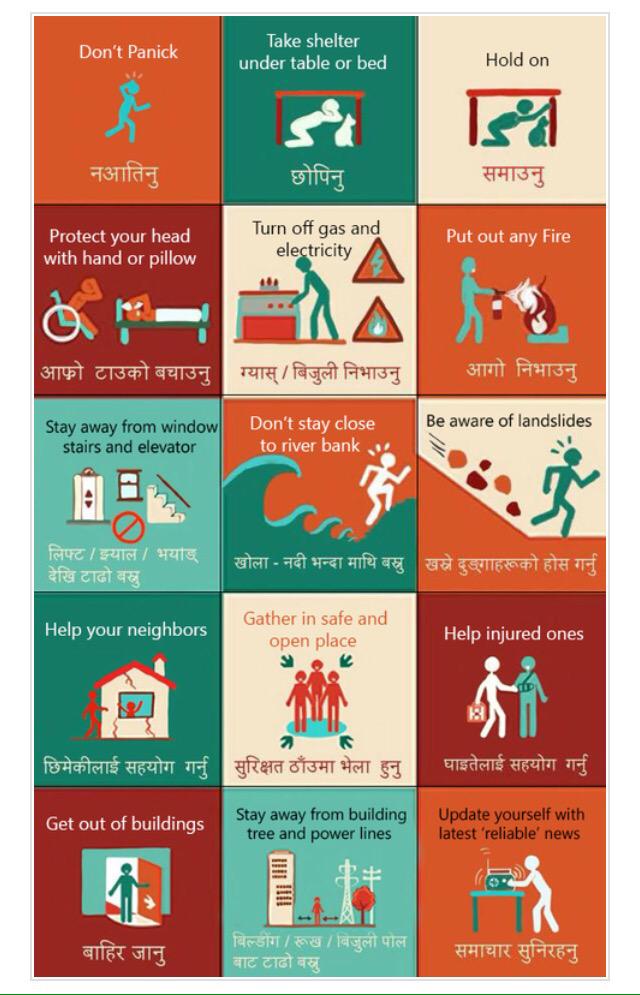 Don't Panick
नआतिनु
Take shelter
under table or bed
छोपिनु
Hold on
समाउनु
Protect your head
with hand or pillow
आफ्नो टाउको बचाउनु
Turn off gas and
electricity
ग्यास् / बिजुली निभाउनु
Put out any Fire
आगो निभाउनु
Stay away from window
stairs and elevator
लिफ्ट / झ्याल / भर्याङ्
देखि टाढो बस्नु
Don't stay close
to river bank
खोला - नदी भन्दा माथि बस्नु
Be aware of landslides
खस्ने ढुङ्गाहरूको होस गर्नु
Help your neighbors
छिमेकीलाई सहयोग गर्नु
Gather in safe and
open place
सुरिक्षत ठाँउमा भेला हुनु
Help injured ones
घाइतेलाई सहयोग गर्नु
Get out of buildings
बाहिर जानु
Stay away from building
tree and power lines
बिल्डींग / रूख / बिजुली पोल
बाट टाढो बस्नु
Update yourself with
latest 'reliable' news
समाचार सुनिरहनु